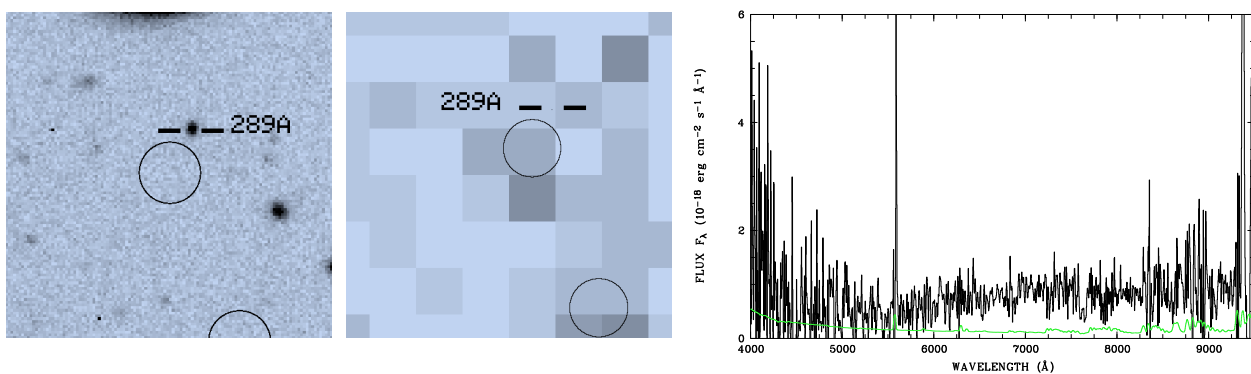 289A
289A
FLUX Fλ (10⁻¹⁸ erg cm⁻² s⁻¹ Å⁻¹)
6
4
2
0
4000 5000 6000 7000 8000 9000
WAVELENGTH (Å)